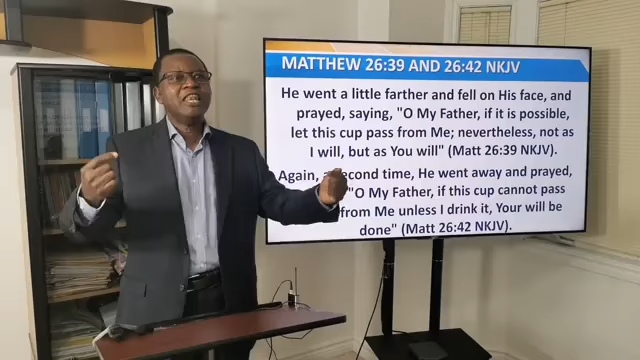 MATTHEW 26:39 AND 26:42 NKJV
He went a little farther and fell on His face, and
prayed, saying, "O My Father, if it is possible,
let this cup pass from Me; nevertheless, not as
I will, but as You will" (Matt 26:39 NKJV).
Again, a second time, He went away and prayed,
"O My Father, if this cup cannot pass
from Me unless I drink it, Your will be
done" (Matt 26:42 NKJV).